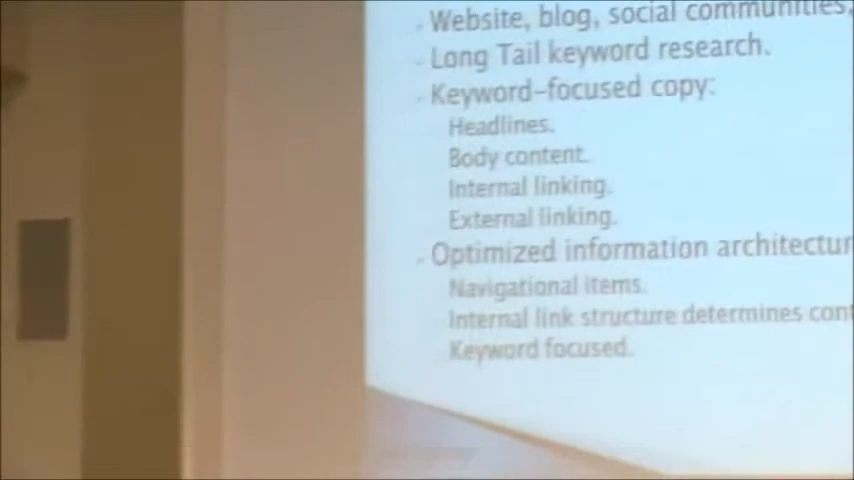 Website, blog, social communities,
Long Tail keyword research.
Keyword-focused copy:
Headlines.
Body content.
Internal linking.
External linking.
Optimized information architectur
Navigational items.
Internal link structure determines cont
Keyword focused.